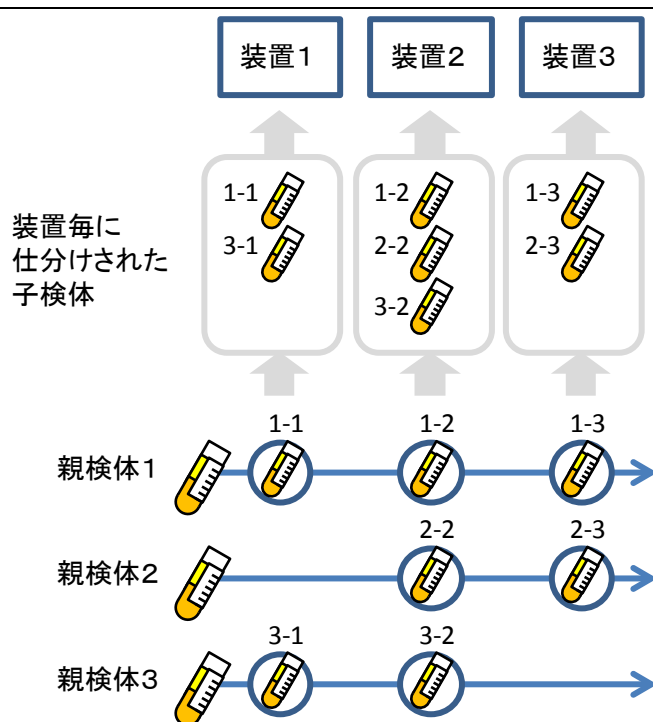 装置1
装置2
装置3
1-1
1-2
1-3
3-1
2-2
2-3
3-2
装置毎に
仕分けされた
子検体
1-1
1-2
1-3
親検体1
2-2
2-3
親検体2
3-1
3-2
親検体3